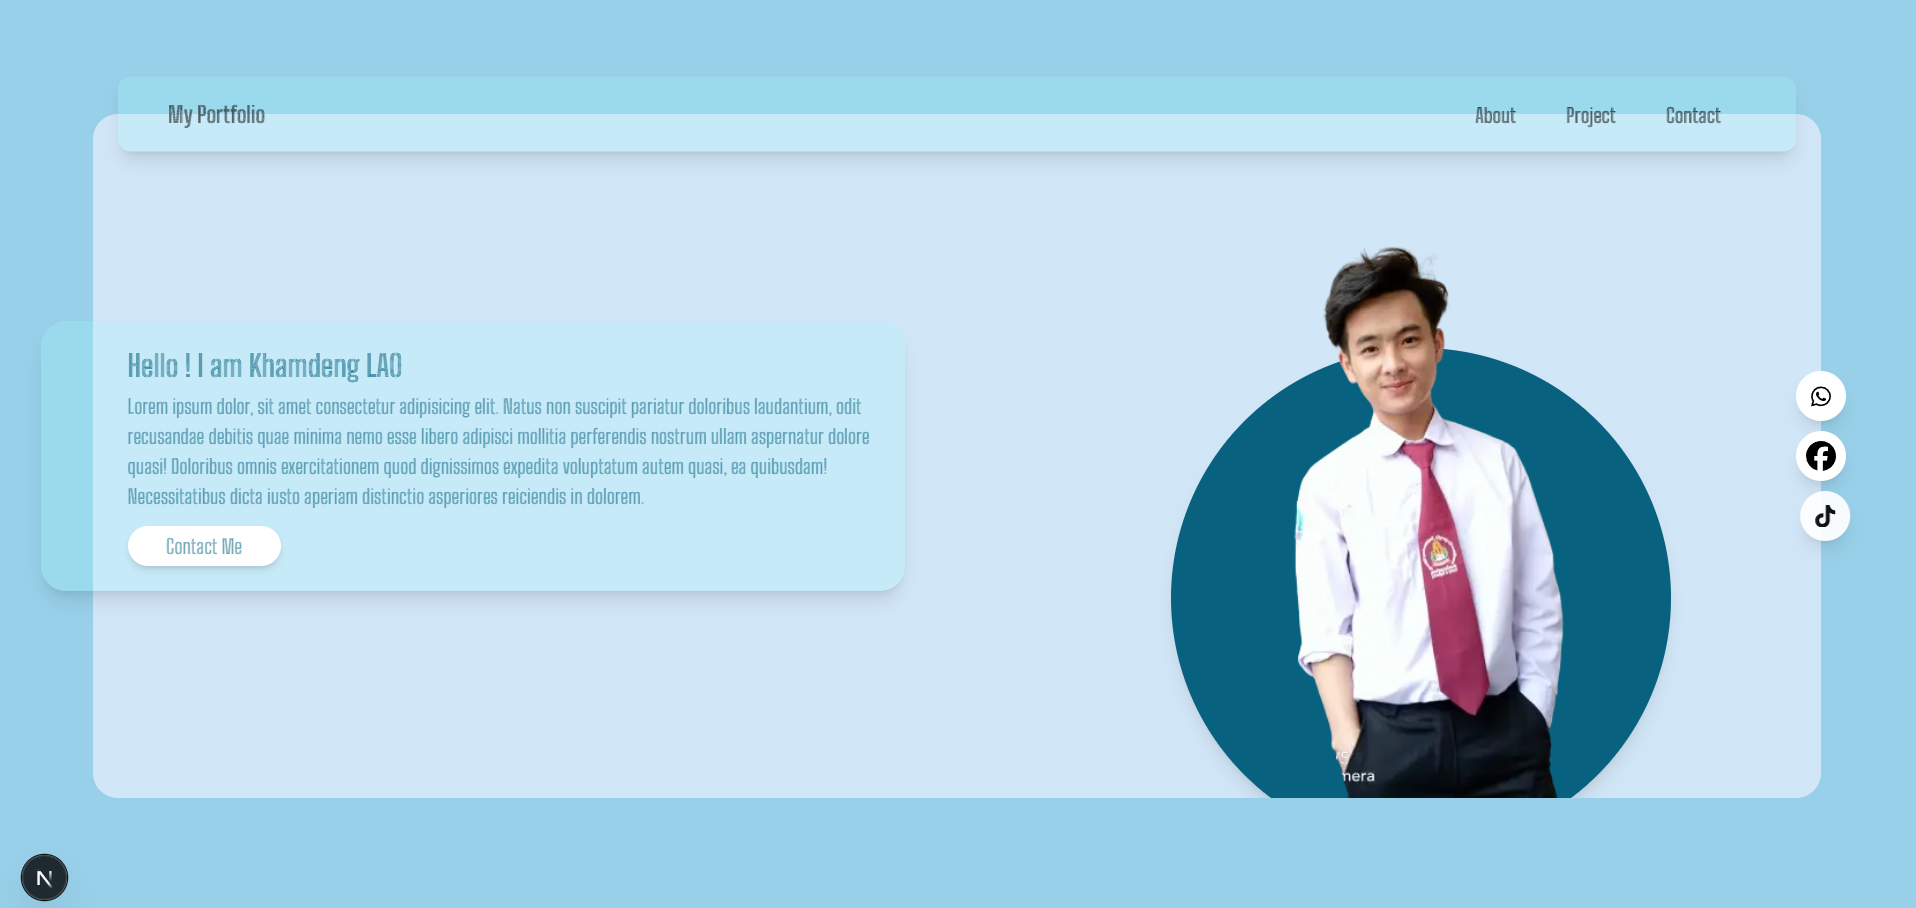 My Portfolio
About
Project
Contact
Hello ! I am Khamdeng LAO
Lorem ipsum dolor, sit amet consectetur adipisicing elit. Natus non suscipit pariatur doloribus laudantium, odit
recusandae debitis quae minima nemo esse libero adipisci mollitia perferendis nostrum ullam aspernatur dolore
quasi! Doloribus omnis exercitationem quod dignissimos expedita voluptatum autem quasi, ea quibusdam!
Necessitatibus dicta iusto aperiam distinctio asperiores reiciendis in dolorem.
Contact Me
mera
N